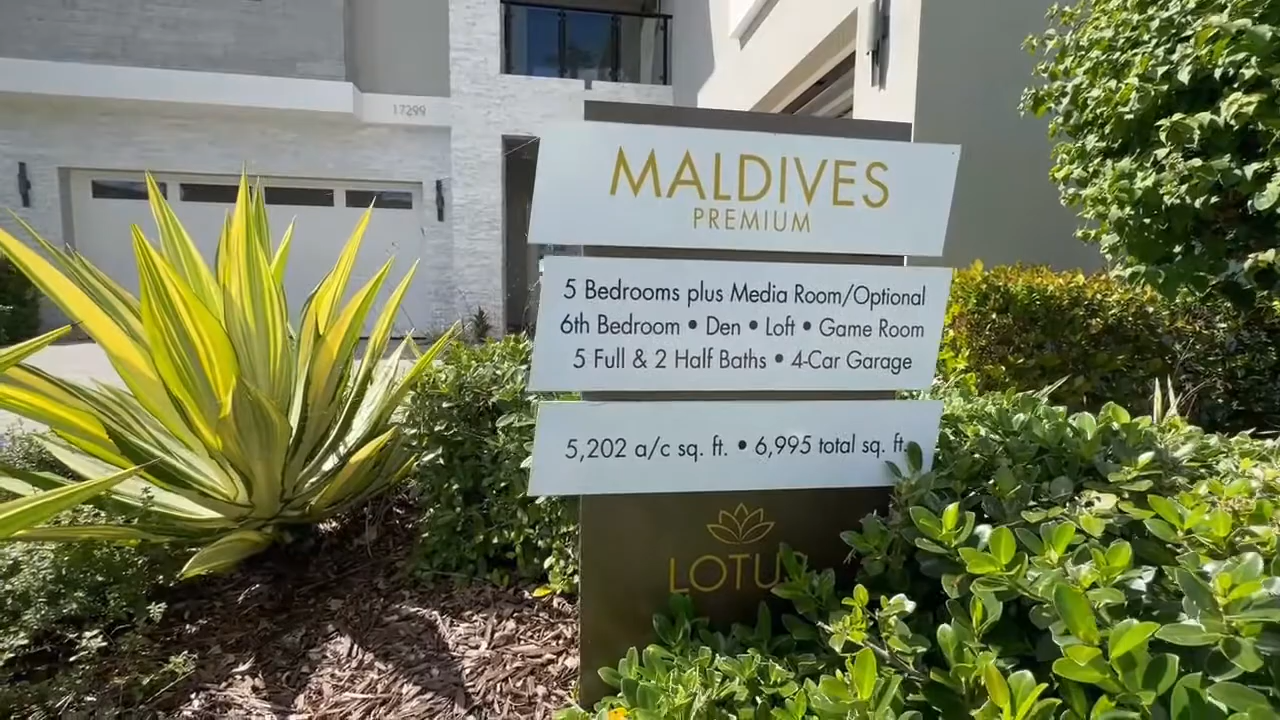 17299
MALDIVES
PREMIUM
5 Bedrooms plus Media Room/Optional
6th Bedroom • Den • Loft • Game Room
5 Full & 2 Half Baths • 4-Car Garage
5,202 a/c sq. ft. • 6,995 total sq. ft.
LOTUS